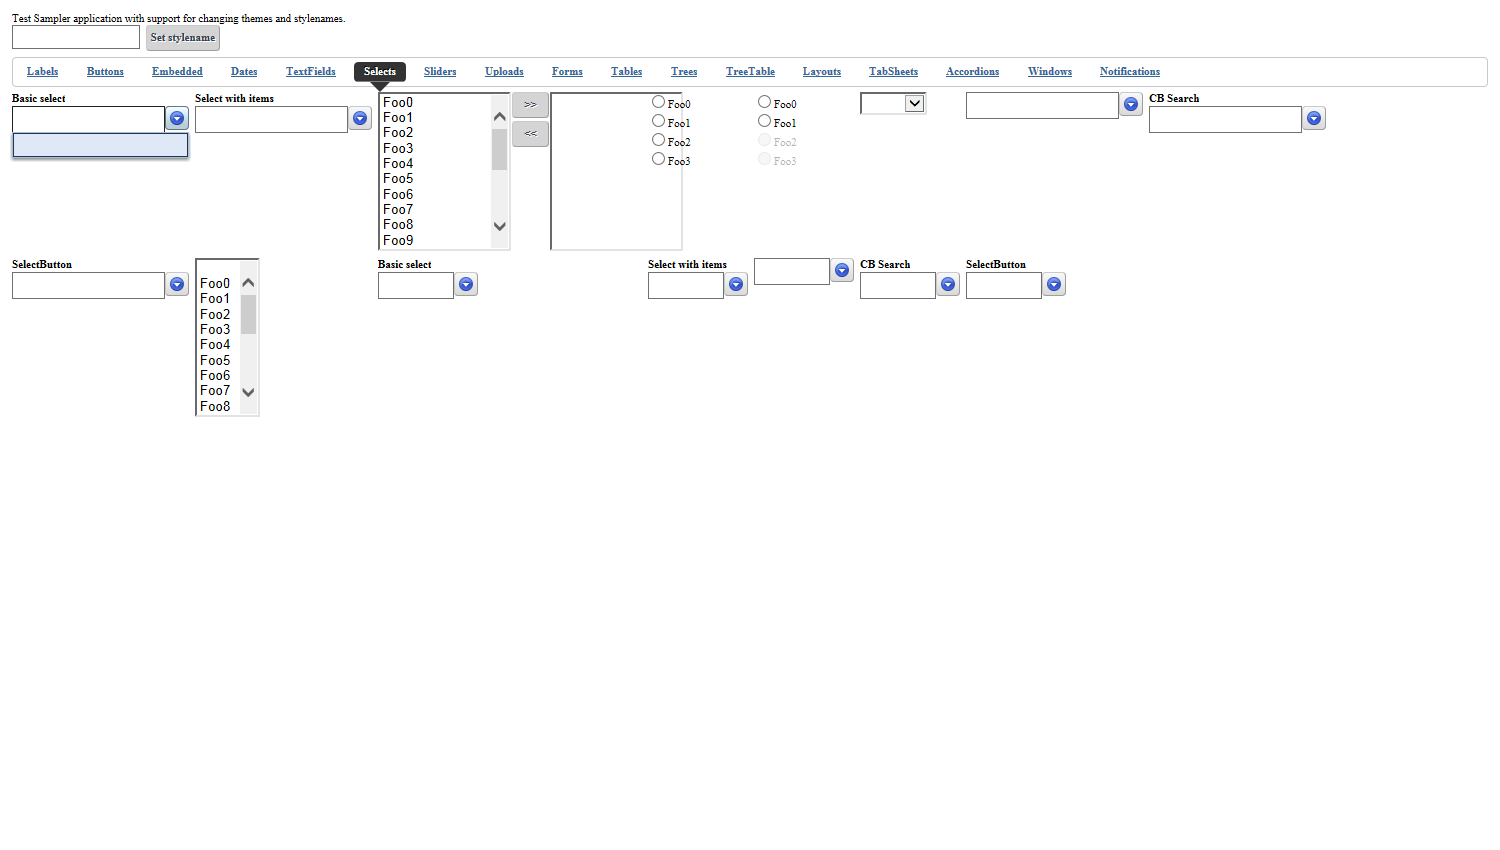 Test Sampler application with support for changing themes and stylenames.
Set stylename
Labels Buttons Embedded Dates TextFields Selects Sliders Uploads Forms Tables Trees TreeTable Layouts TabSheets Accordions Windows Notifications
Basic select
Select with items
Foo0
Foo1
Foo2
Foo3
Foo4
Foo5
Foo6
Foo7
Foo8
Foo9
>>
<<
Foo0
Foo1
Foo2
Foo3
Foo0
Foo1
Foo2
Foo3
CB Search
SelectButton
Foo0
Foo1
Foo2
Foo3
Foo4
Foo5
Foo6
Foo7
Foo8
Basic select
Select with items
CB Search
SelectButton